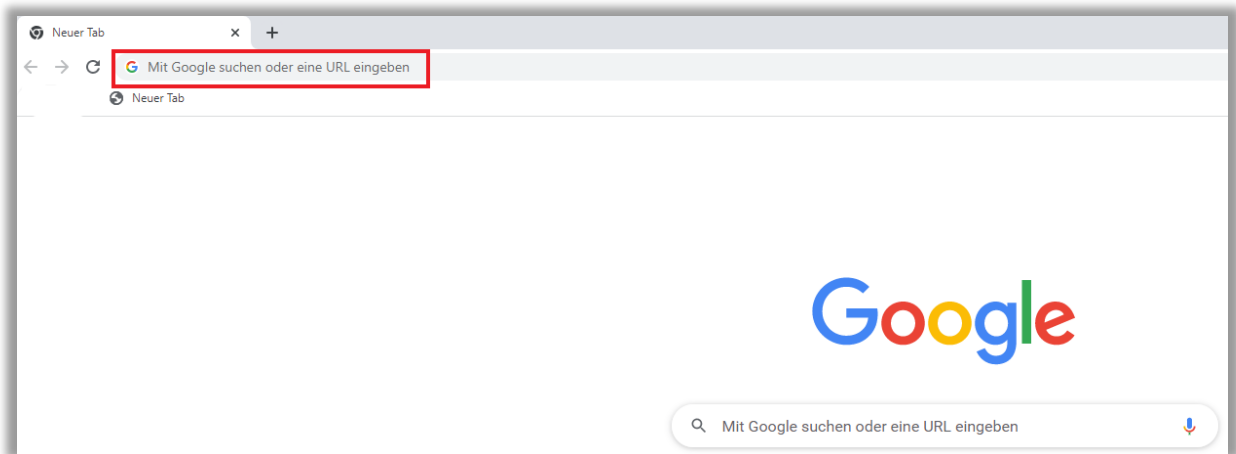 Neuer Tab
Mit Google suchen oder eine URL eingeben
Neuer Tab
Google
Mit Google suchen oder eine URL eingeben